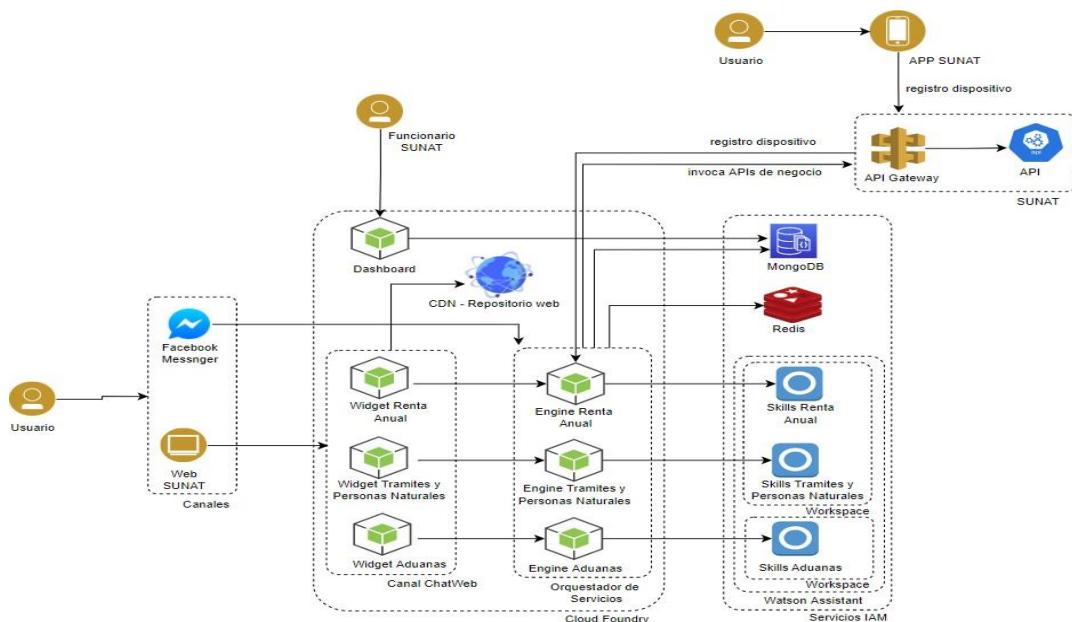 Usuario
APP SUNAT
registro dispositivo
Funcionario
SUNAT
registro dispositivo
invoca APIs de negocio
API Gateway
API
SUNAT
Dashboard
CDN - Repositorio web
MongoDB
Redis
Facebook
Messnger
Usuario
Web
SUNAT
Canales
Widget Renta
Anual
Engine Renta
Anual
Skills Renta
Anual
Widget Tramites y
Personas Naturales
Engine Tramites y
Personas Naturales
Skills Tramites y
Personas Naturales
Workspace
Widget Aduanas
Canal ChatWeb
Engine Aduanas
Orquestador de
Servicios
Skills Aduanas
Workspace
Watson Assistant
Cloud Foundry
Servicios IAM